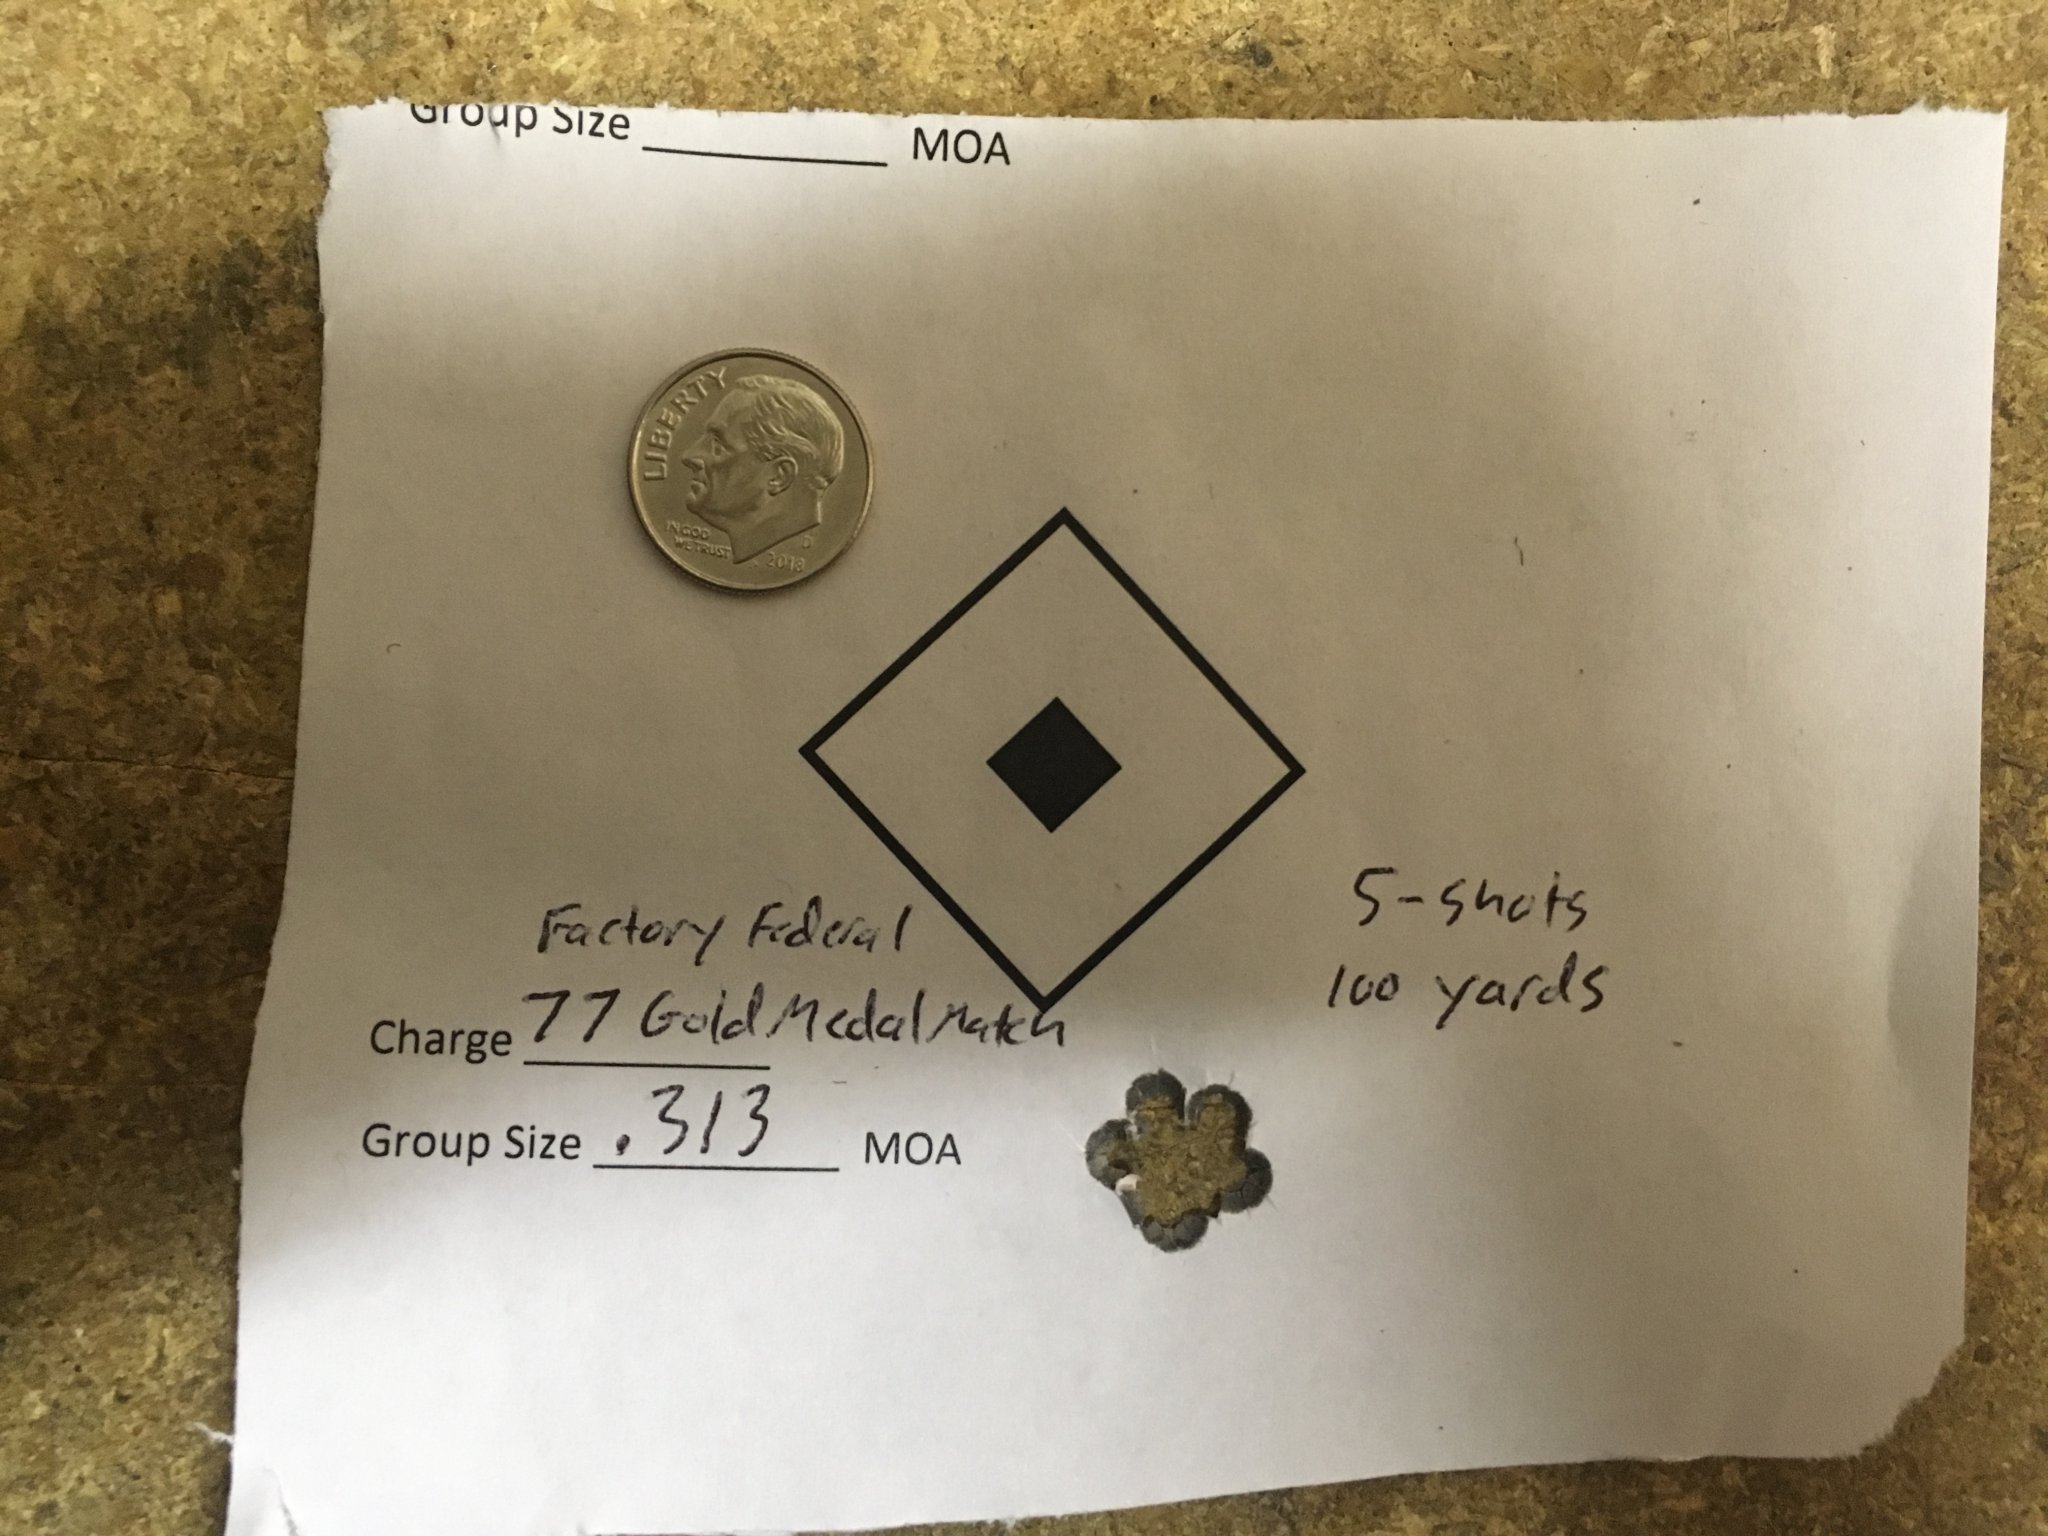 Group Size ________ MOA
LIBERTY
IN GOD
WE TRUST
D
2018
5-shots
100 yards
Factory Federal
Charge 77 Gold Medal Match
Group Size .313 MOA